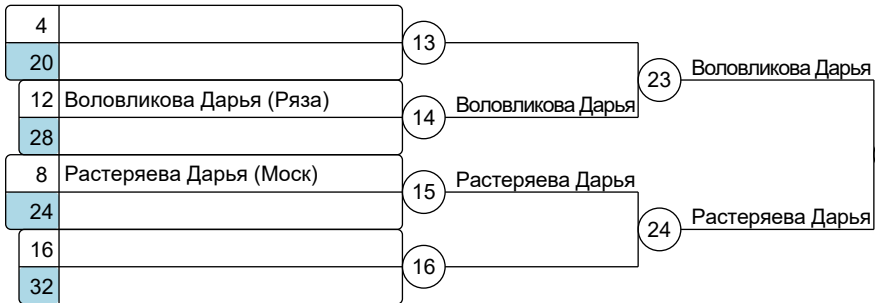 4
13
20
23 Воловликова Дарья
12 Воловликова Дарья (Ряза)
14 Воловликова Дарья
28
8 Растеряева Дарья (Моск)
15 Растеряева Дарья
24
24 Растеряева Дарья
16
16
32